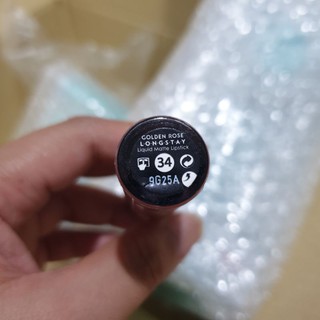 GOLDEN ROSE
LONGSTAY
Liquid Matte Lipstick
34
9G25A